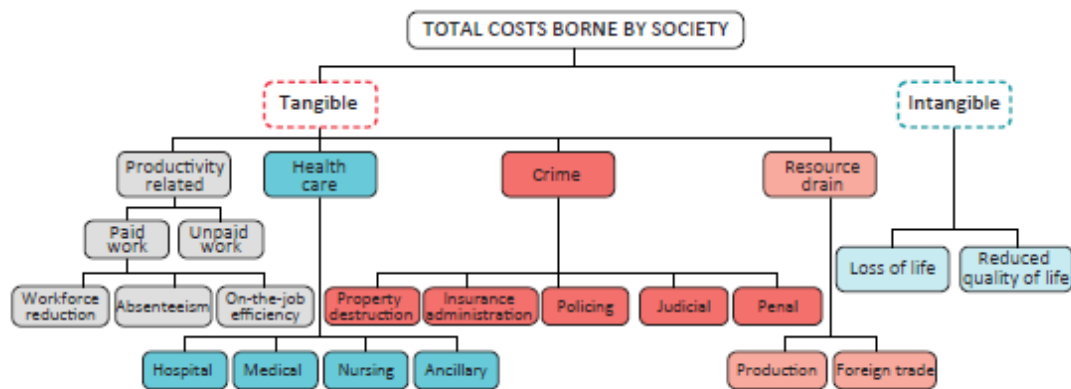 TOTAL COSTS BORNE BY SOCIETY
Tangible
Intangible
Productivity
related
Health
care
Crime
Resource
drain
Paid
work
Unpaid
work
Loss of life
Reduced
quality of life
Workforce
reduction
Absenteeism
On-the-job
efficiency
Property
destruction
Insurance
administration
Policing
Judicial
Penal
Hospital
Medical
Nursing
Ancillary
Production
Foreign trade